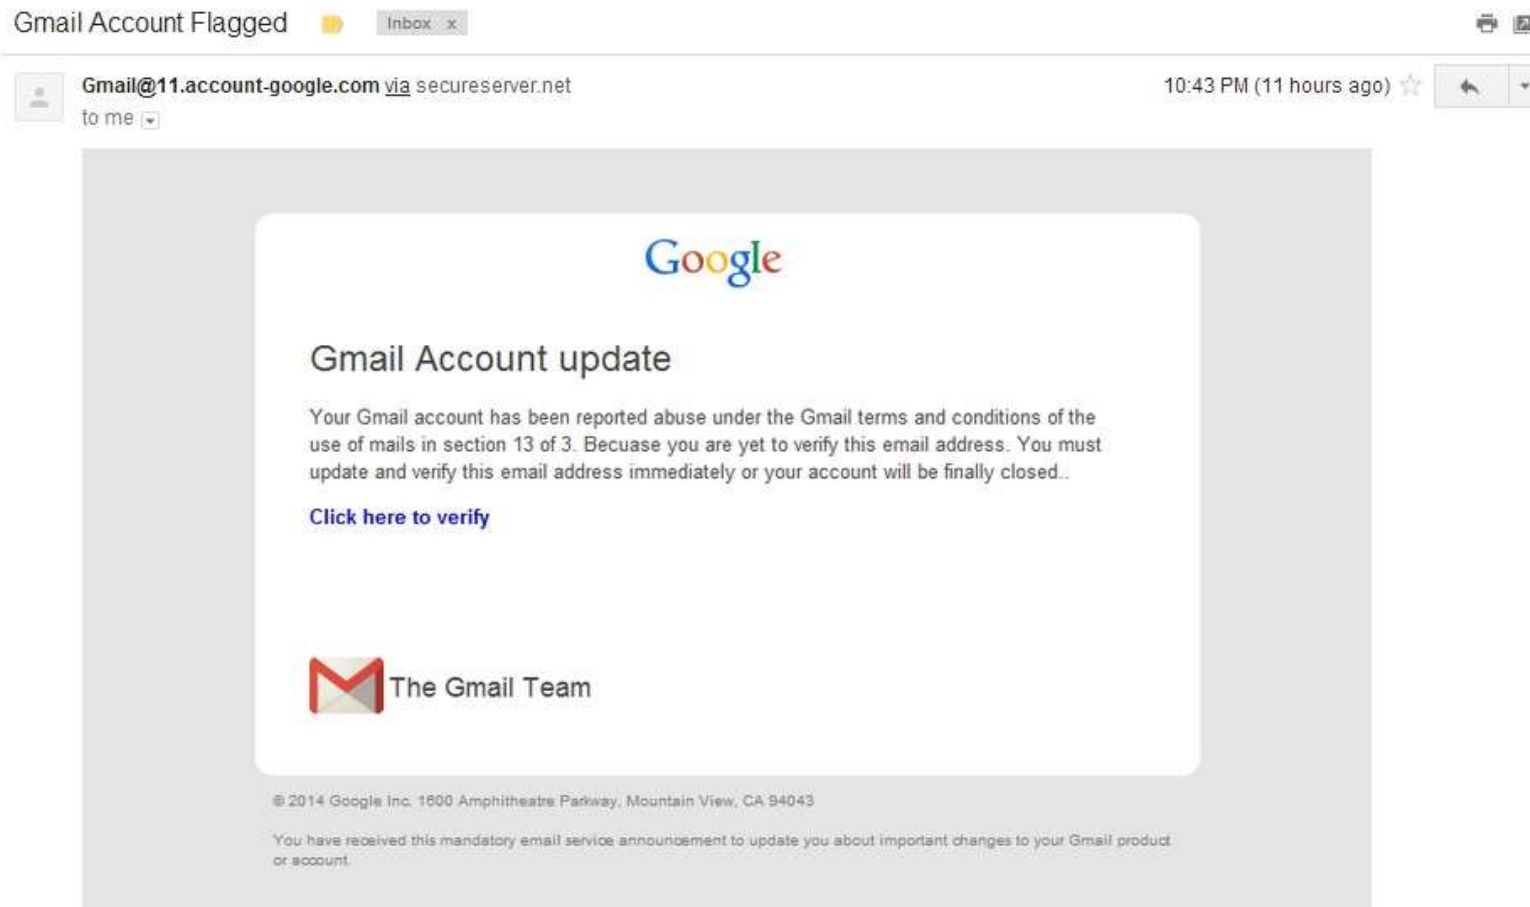 Gmail Account Flagged
Inbox x
Gmail@11.account-google.com via secureserver.net
10:43 PM (11 hours ago)
to me
Google
Gmail Account update
Your Gmail account has been reported abuse under the Gmail terms and conditions of the
use of mails in section 13 of 3. Becuase you are yet to verify this email address. You must
update and verify this email address immediately or your account will be finally closed..
Click here to verify
The Gmail Team
© 2014 Google Inc. 1600 Amphitheatre Parkway, Mountain View, CA 94043
You have received this mandatory email service announcement to update you about important changes to your Gmail product
or account.